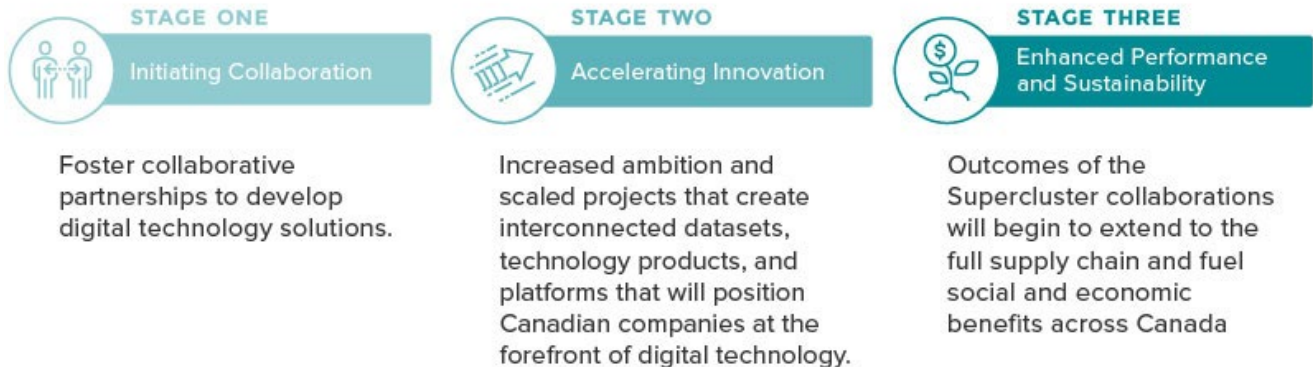 STAGE ONE
Initiating Collaboration
Foster collaborative
partnerships to develop
digital technology solutions.
STAGE TWO
Accelerating Innovation
Increased ambition and
scaled projects that create
interconnected datasets,
technology products, and
platforms that will position
Canadian companies at the
forefront of digital technology.
STAGE THREE
$
Enhanced Performance
and Sustainability
Outcomes of the
Supercluster collaborations
will begin to extend to the
full supply chain and fuel
social and economic
benefits across Canada